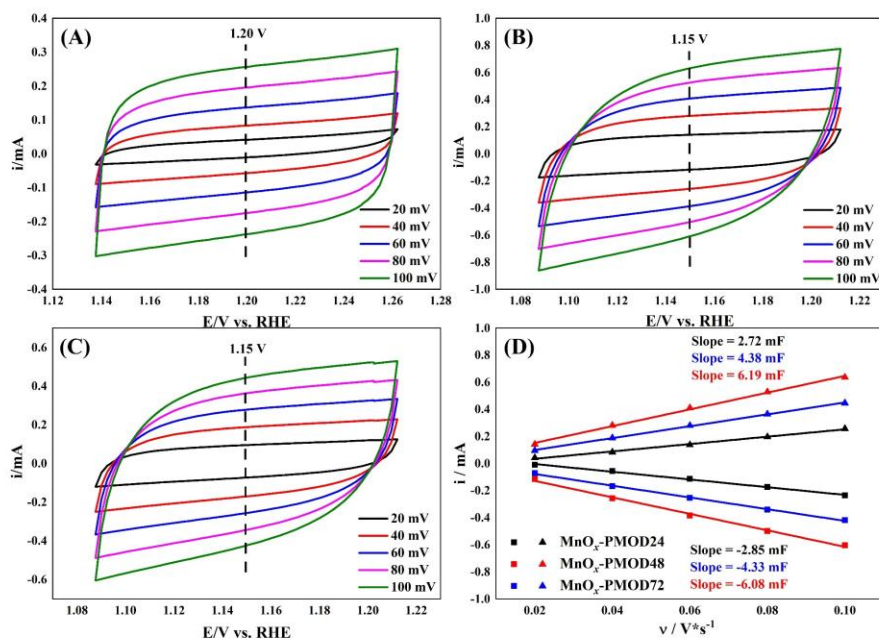 (A)
1.20 V
0.4
0.3
0.2
0.1
0.0
-0.1
-0.2
-0.3
-0.4
i/mA
20 mV
40 mV
60 mV
80 mV
100 mV
1.12 1.14 1.16 1.18 1.20 1.22 1.24 1.26 1.28
E/V vs. RHE
(B)
1.15 V
1.0
0.8
0.6
0.4
0.2
0.0
-0.2
-0.4
-0.6
-0.8
-1.0
i/mA
20 mV
40 mV
60 mV
80 mV
100 mV
1.08 1.10 1.12 1.14 1.16 1.18 1.20 1.22
E/V vs. RHE
(C)
1.15 V
0.6
0.4
0.2
0.0
-0.2
-0.4
-0.6
i/mA
20 mV
40 mV
60 mV
80 mV
100 mV
1.08 1.10 1.12 1.14 1.16 1.18 1.20 1.22
E/V vs. RHE
(D)
Slope = 2.72 mF
Slope = 4.38 mF
Slope = 6.19 mF
1.0
0.8
0.6
0.4
0.2
0.0
-0.2
-0.4
-0.6
-0.8
-1.0
i / mA
MnOx-PMOD24
MnOx-PMOD48
MnOx-PMOD72
Slope = -2.85 mF
Slope = -4.33 mF
Slope = -6.08 mF
0.02 0.04 0.06 0.08 0.10
ν / V*s⁻¹